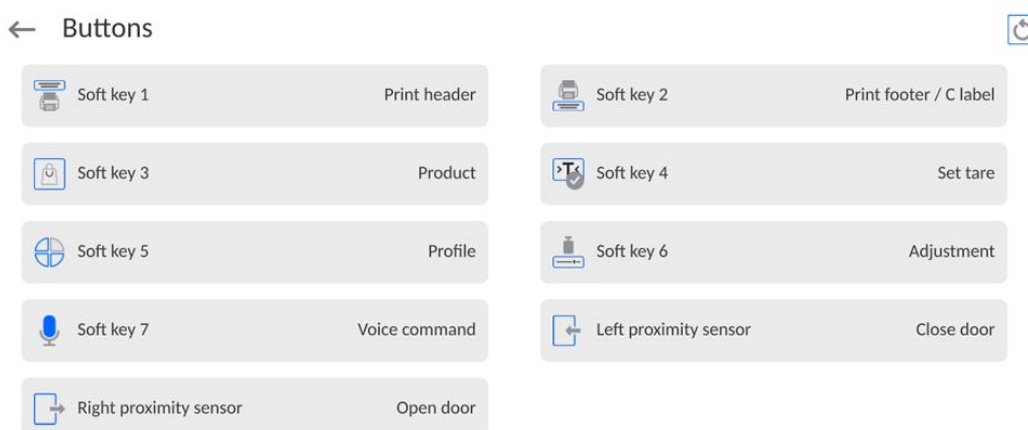 Buttons
Soft key 1 Print header
Soft key 2 Print footer / C label
Soft key 3 Product
Soft key 4 >T< Set tare
Soft key 5 Profile
Soft key 6 Adjustment
Soft key 7 Voice command
Left proximity sensor Close door
Right proximity sensor Open door